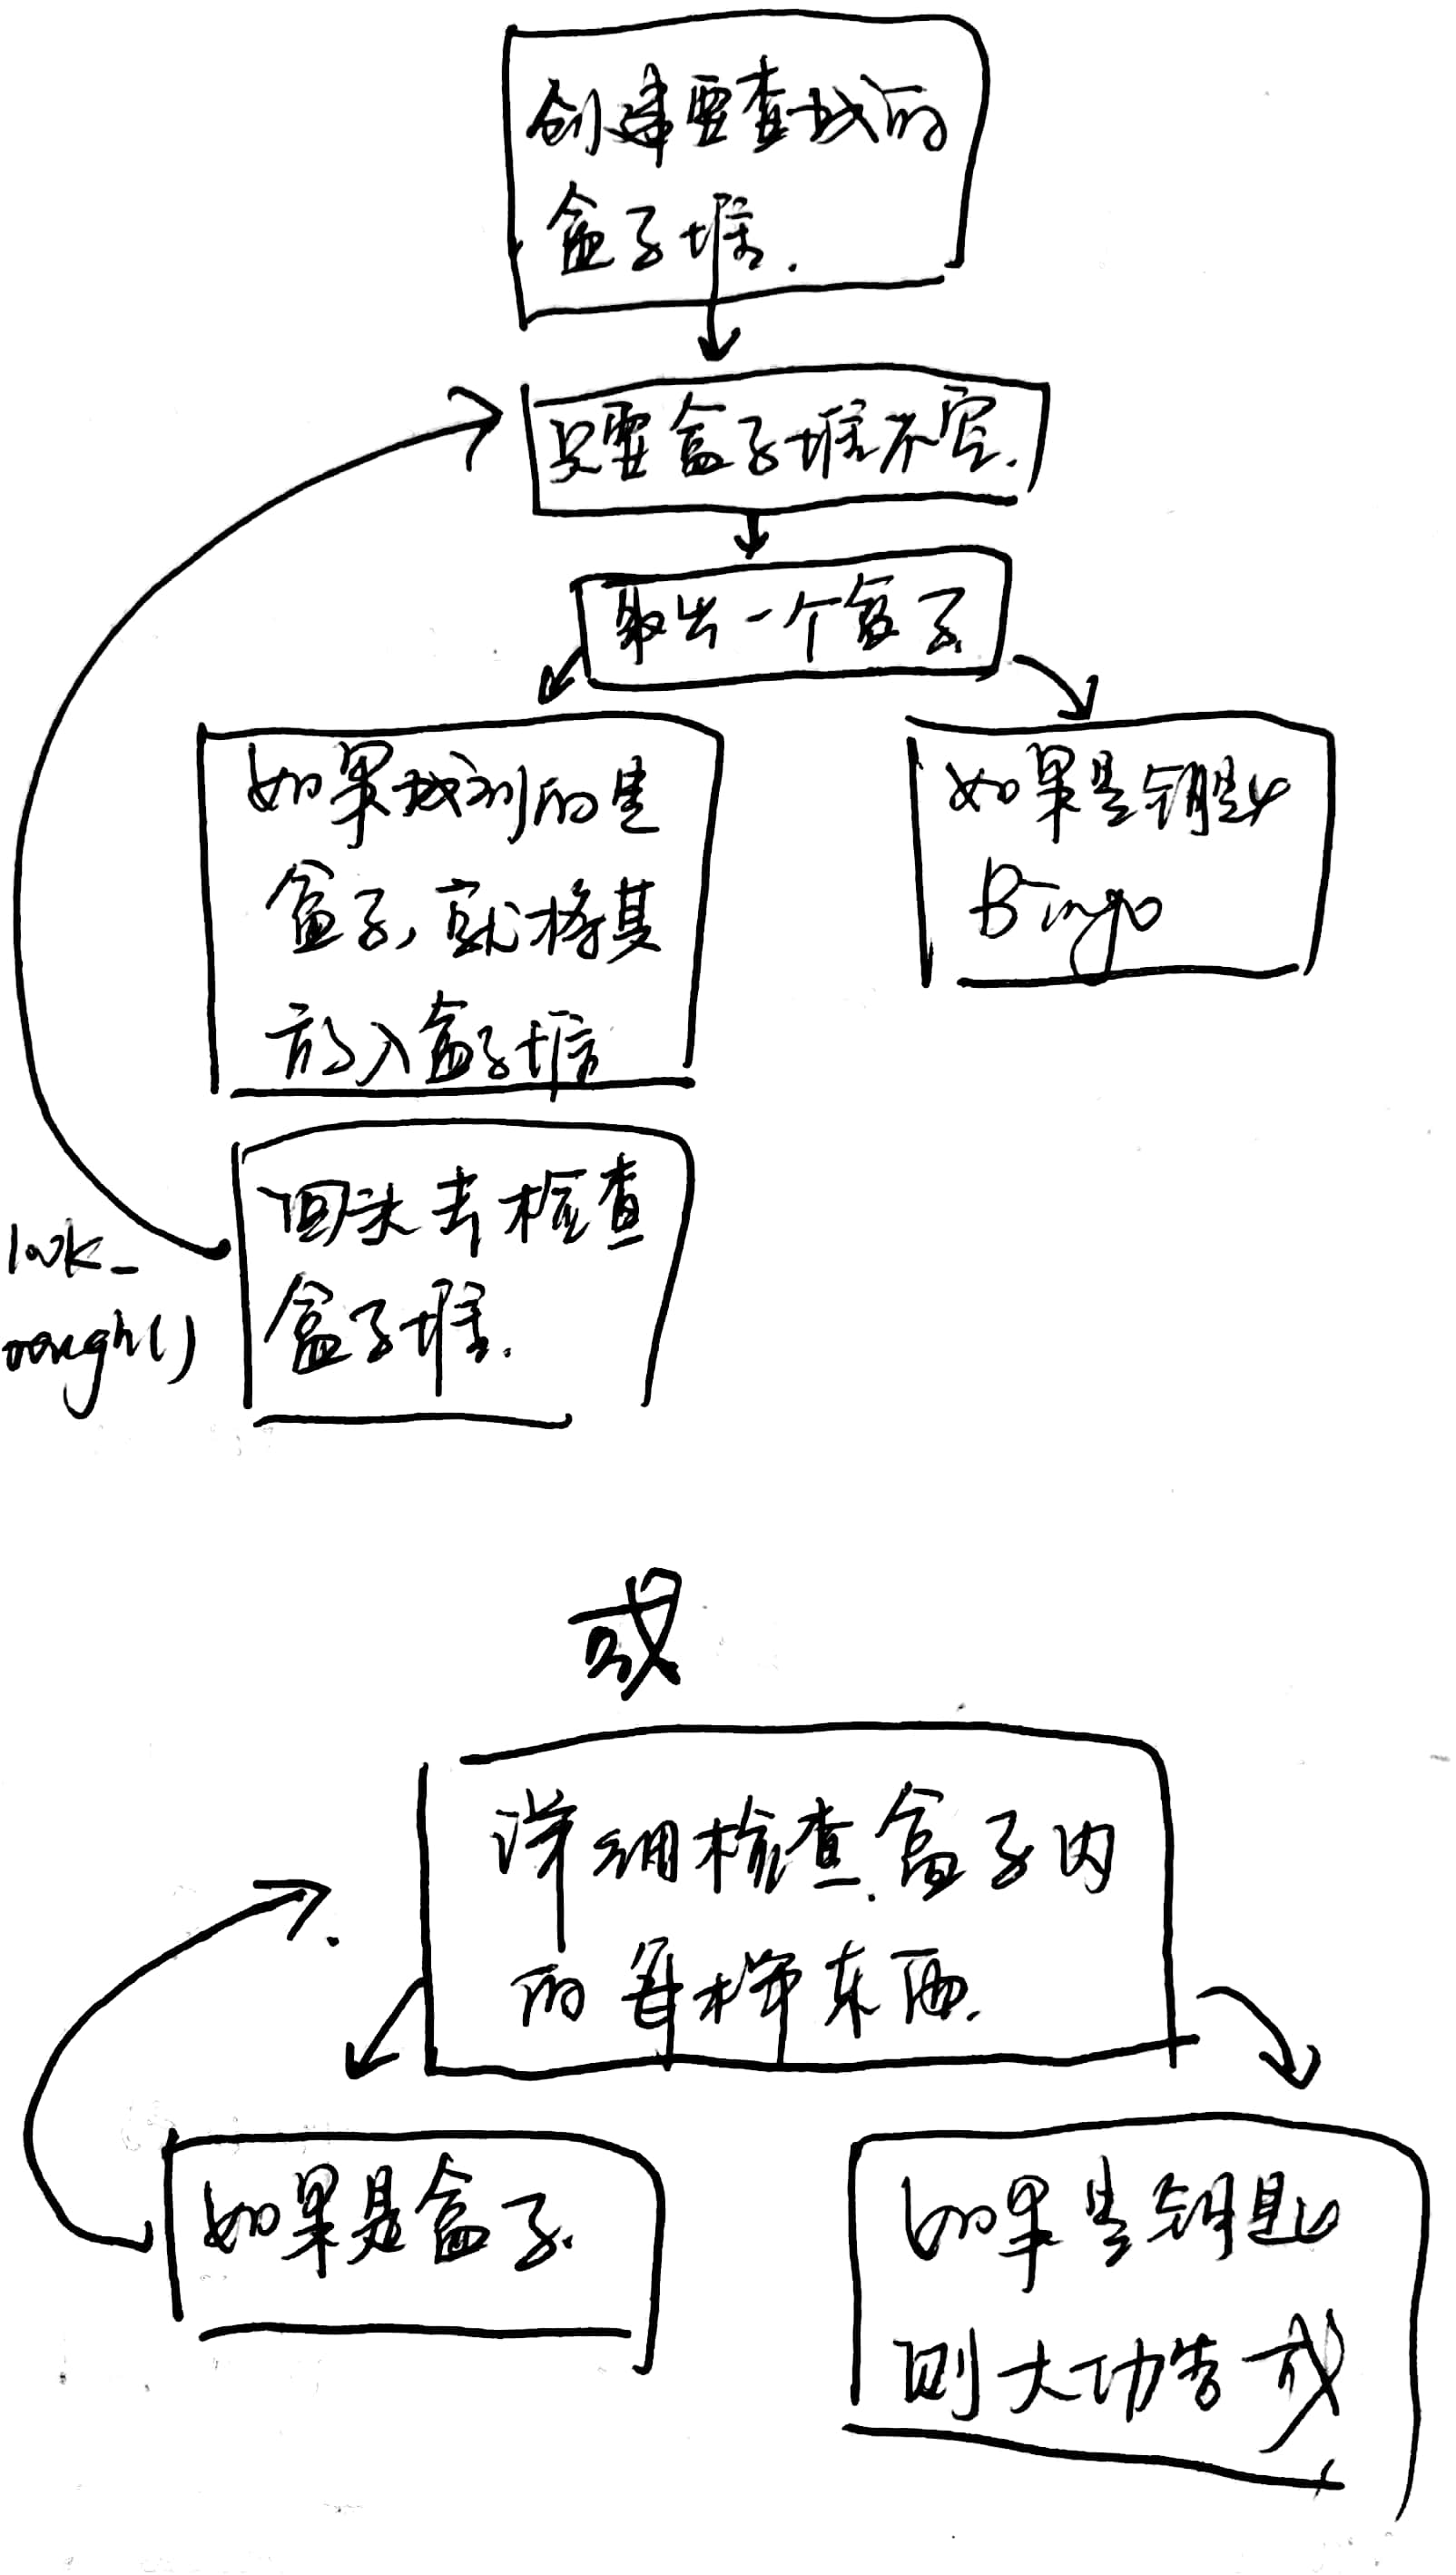 创建要查找的
盒子堆.
只要盒子堆不空.
取出一个盒子
如果找到的是
盒子,就将其
放入盒子堆
如果是钥匙
Bingo
回头去检查
盒子堆.
look_
或
详细检查盒子内
的每样东西.
如果是盒子.
如果是钥匙
则大功告成